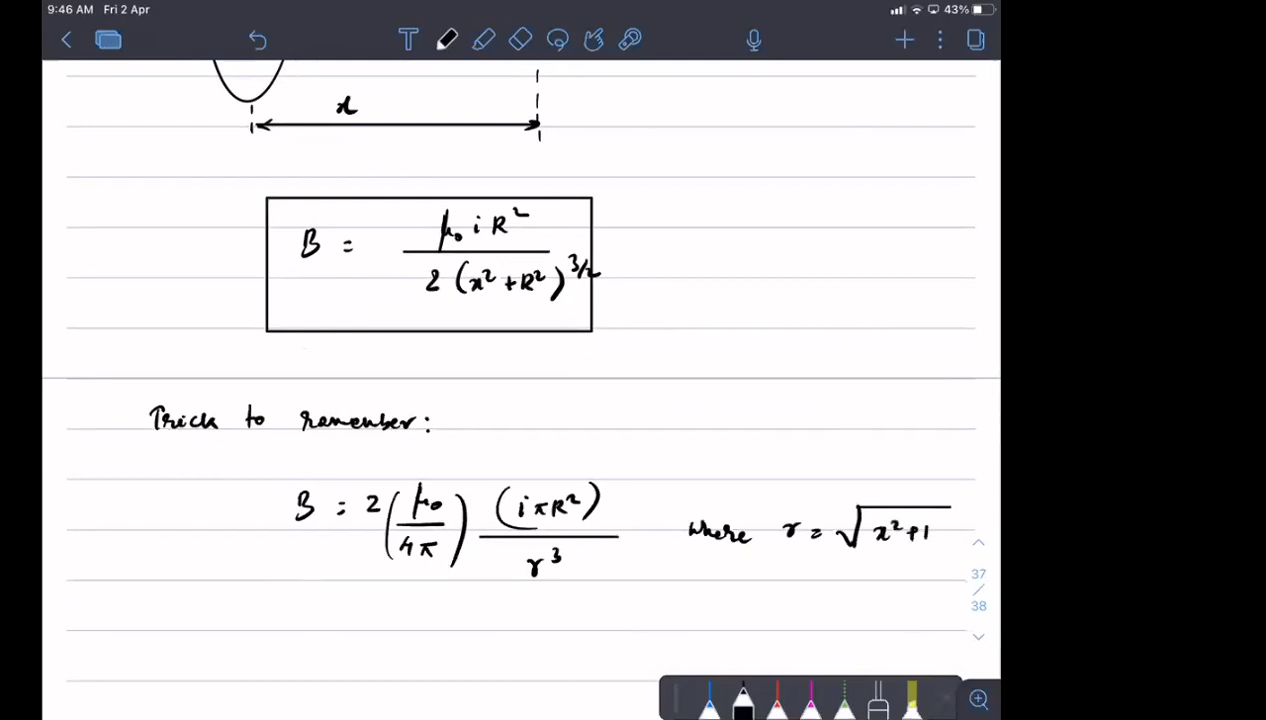 9:46 AM Fri 2 Apr 43%
T
x
B = μ₀ i R² / 2 (x² + R²)^3/2
Trick to remember:
B = 2 (μ₀ / 4π) (i π R²) / r³ where r = √x² + 1
37
/
38